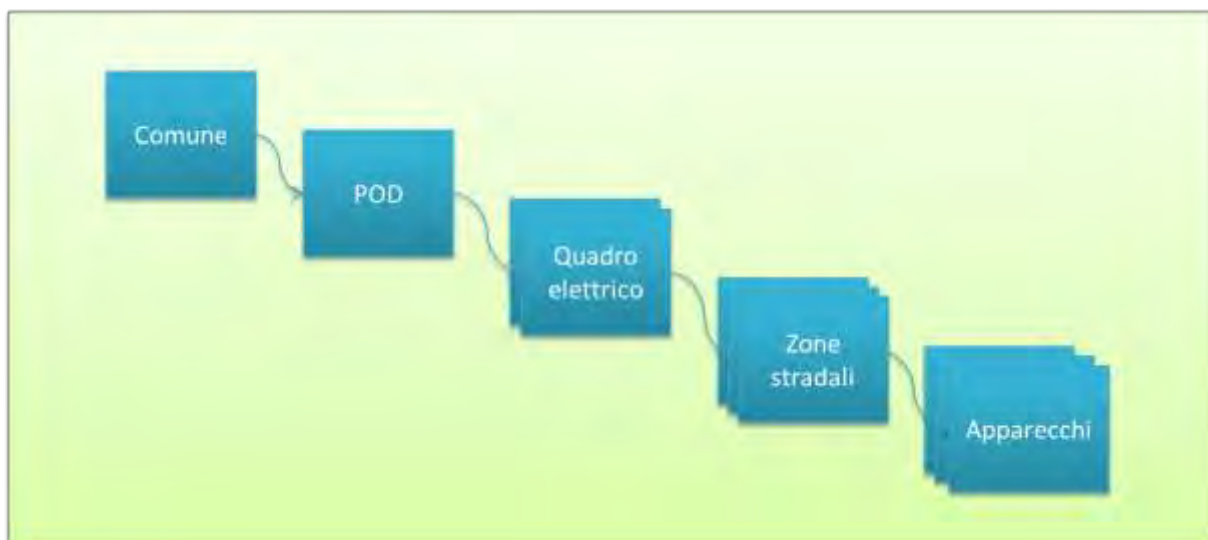 Comune
POD
Quadro
elettrico
Zone
stradali
Apparecchi